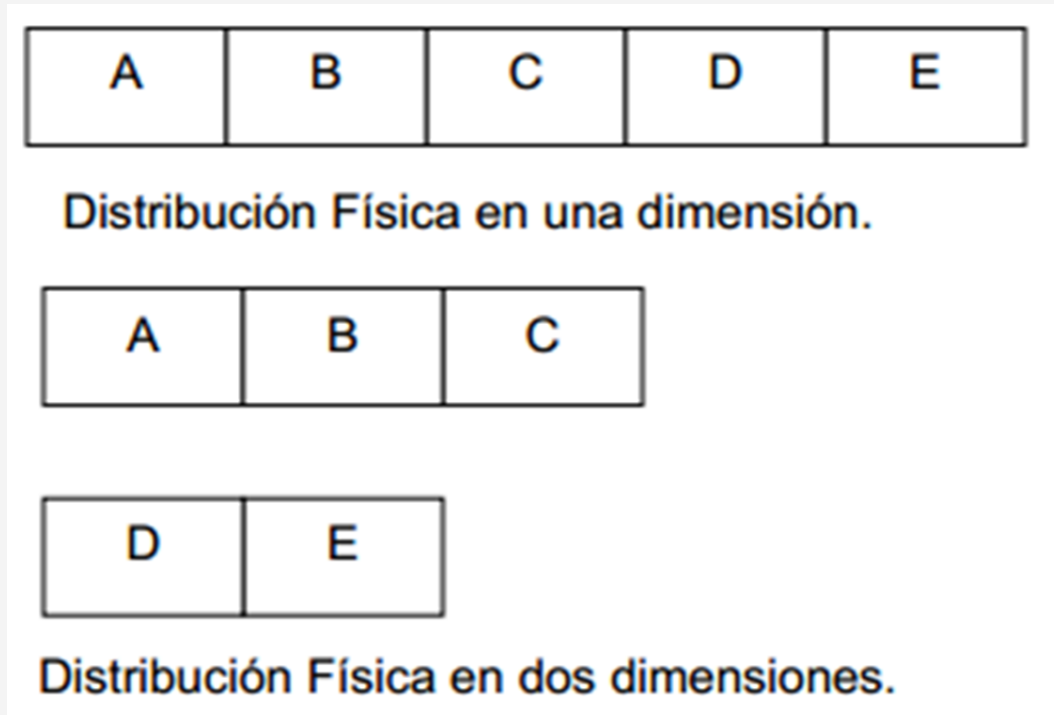 A B C D E
Distribución Física en una dimensión.
A B C
D E
Distribución Física en dos dimensiones.